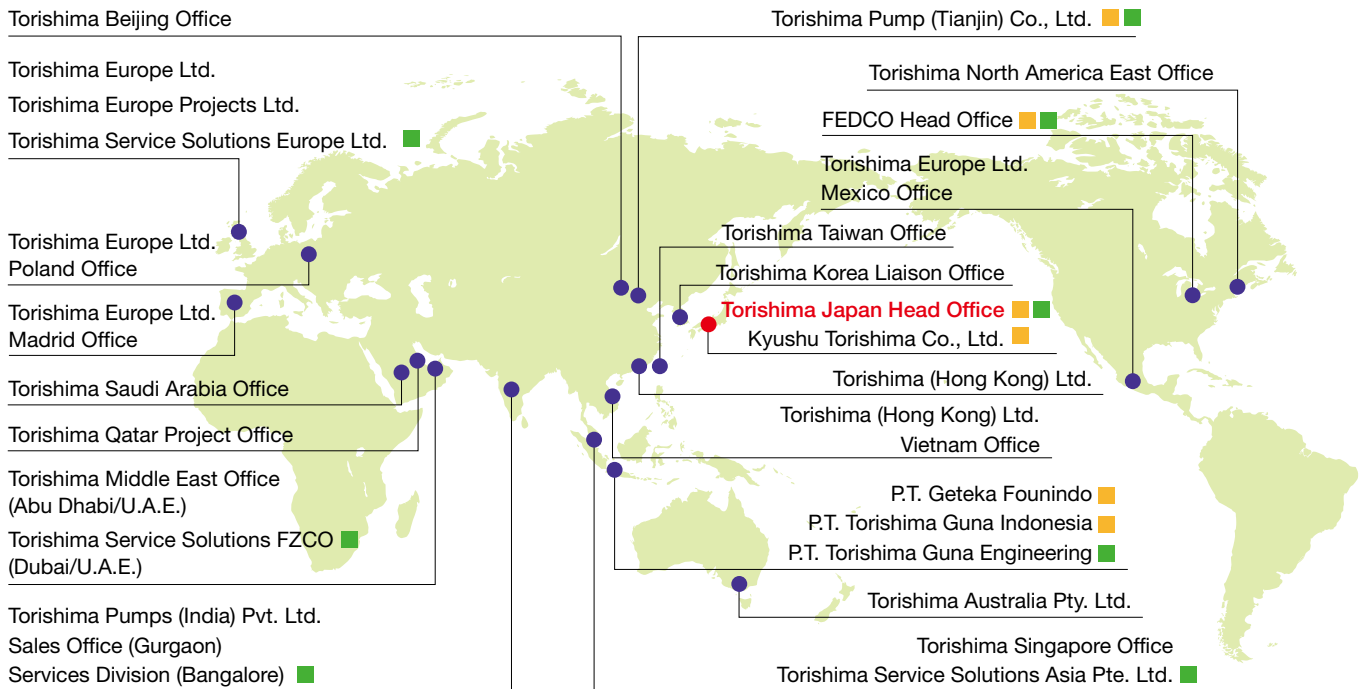 Torishima Beijing Office
Torishima Europe Ltd.
Torishima Europe Projects Ltd.
Torishima Service Solutions Europe Ltd.
Torishima Europe Ltd.
Poland Office
Torishima Europe Ltd.
Madrid Office
Torishima Saudi Arabia Office
Torishima Qatar Project Office
Torishima Middle East Office
(Abu Dhabi/U.A.E.)
Torishima Service Solutions FZCO
(Dubai/U.A.E.)
Torishima Pumps (India) Pvt. Ltd.
Sales Office (Gurgaon)
Services Division (Bangalore)
Torishima Pump (Tianjin) Co., Ltd.
Torishima North America East Office
FEDCO Head Office
Torishima Europe Ltd.
Mexico Office
Torishima Taiwan Office
Torishima Korea Liaison Office
Torishima Japan Head Office
Kyushu Torishima Co., Ltd.
Torishima (Hong Kong) Ltd.
Torishima (Hong Kong) Ltd.
Vietnam Office
P.T. Geteka Founindo
P.T. Torishima Guna Indonesia
P.T. Torishima Guna Engineering
Torishima Australia Pty. Ltd.
Torishima Singapore Office
Torishima Service Solutions Asia Pte. Ltd.